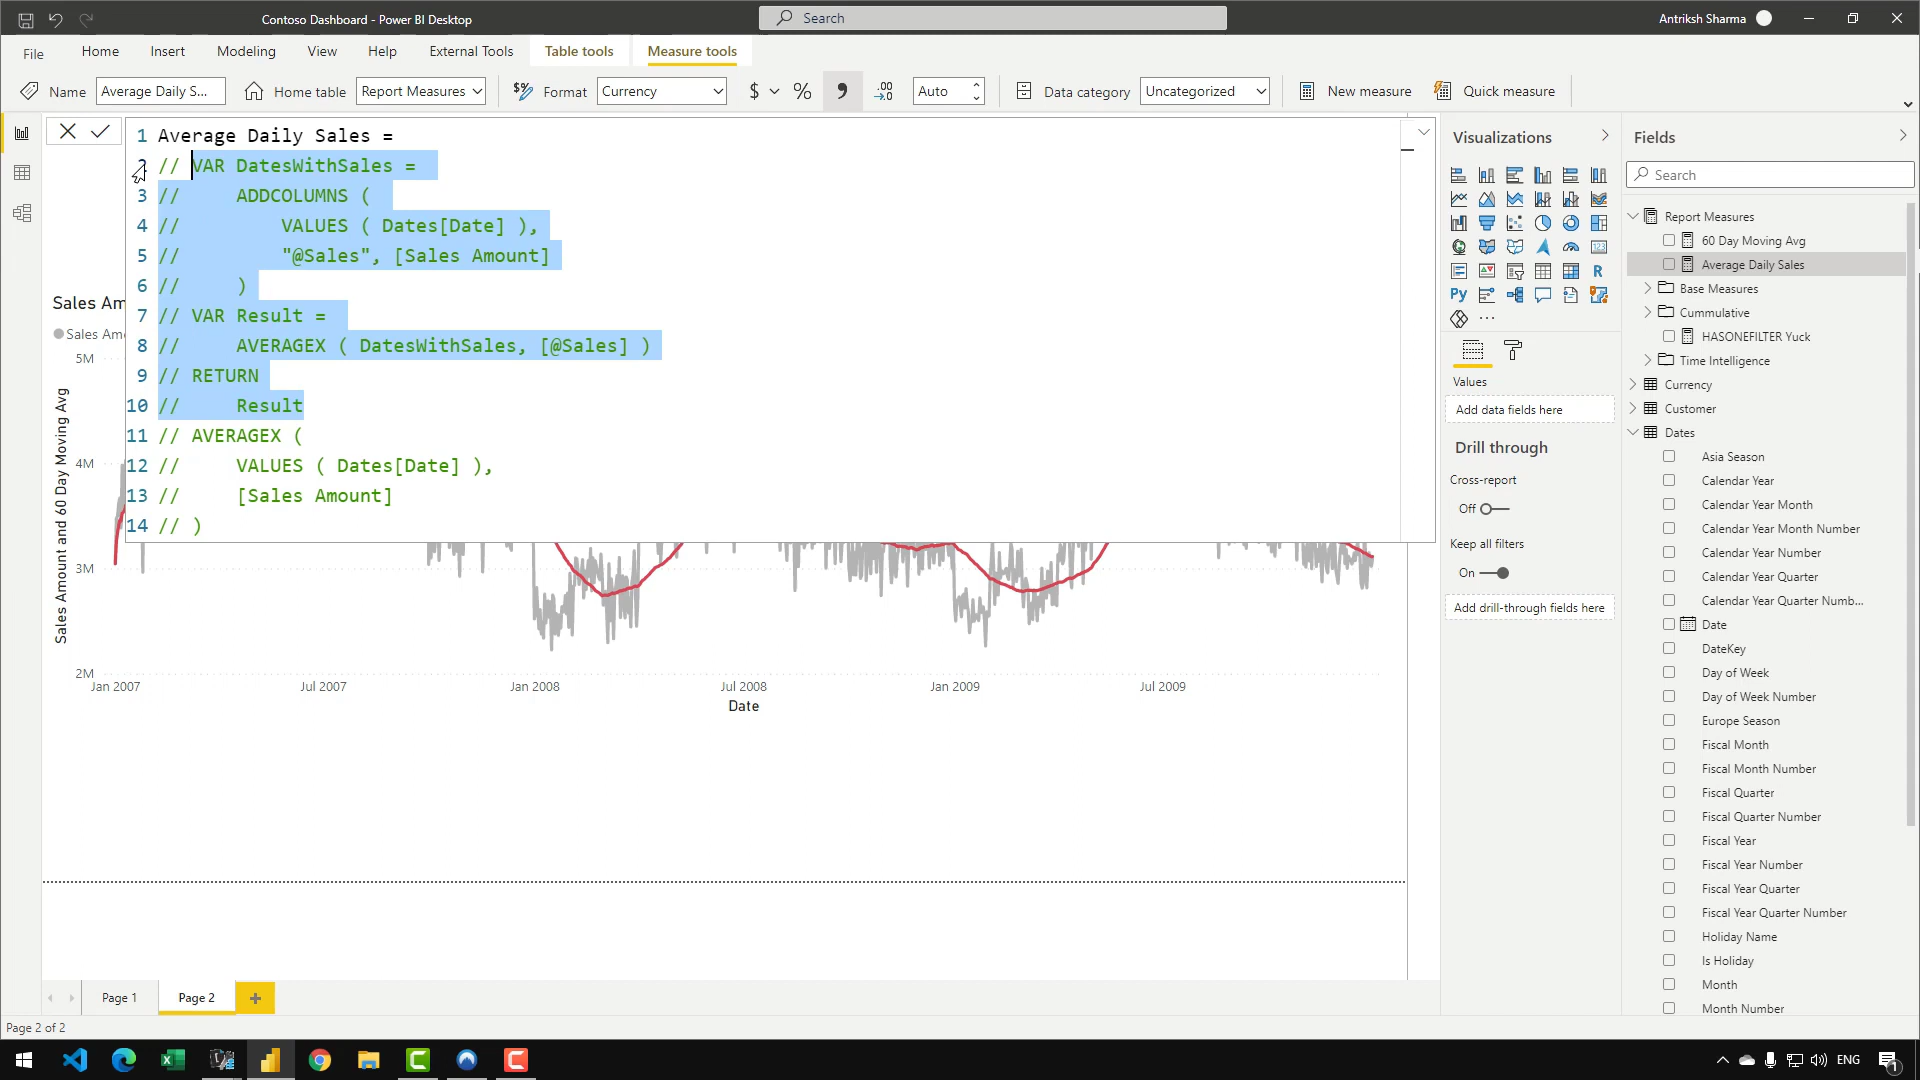 Contoso Dashboard - Power BI Desktop
Search
Antriksh Sharma
File
Home
Insert
Modeling
View
Help
External Tools
Table tools
Measure tools
Name
Average Daily S...
Home table
Report Measures
Format
Currency
$
%
Auto
Data category
Uncategorized
New measure
Quick measure
1 Average Daily Sales =
2 // VAR DatesWithSales =
3 // ADDCOLUMNS (
4 // VALUES ( Dates[Date] ),
5 // "@Sales", [Sales Amount]
6 // )
7 // VAR Result =
8 // AVERAGEX ( DatesWithSales, [@Sales] )
9 // RETURN
10 // Result
11 // AVERAGEX (
12 // VALUES ( Dates[Date] ),
13 // [Sales Amount]
14 // )
Sales Am
Sales Amo
5M
4M
3M
2M
Sales Amount and 60 Day Moving Avg
Jan 2007
Jul 2007
Jan 2008
Jul 2008
Jan 2009
Jul 2009
Date
Visualizations
R
Py
Values
Add data fields here
Drill through
Cross-report
Off
Keep all filters
On
Add drill-through fields here
Fields
Search
Report Measures
60 Day Moving Avg
Average Daily Sales
Base Measures
Cummulative
HASONEFILTER Yuck
Time Intelligence
Currency
Customer
Dates
Asia Season
Calendar Year
Calendar Year Month
Calendar Year Month Number
Calendar Year Number
Calendar Year Quarter
Calendar Year Quarter Numb...
Date
DateKey
Day of Week
Day of Week Number
Europe Season
Fiscal Month
Fiscal Month Number
Fiscal Quarter
Fiscal Quarter Number
Fiscal Year
Fiscal Year Number
Fiscal Year Quarter
Fiscal Year Quarter Number
Holiday Name
Is Holiday
Month
Month Number
Page 1
Page 2
Page 2 of 2
ENG
1